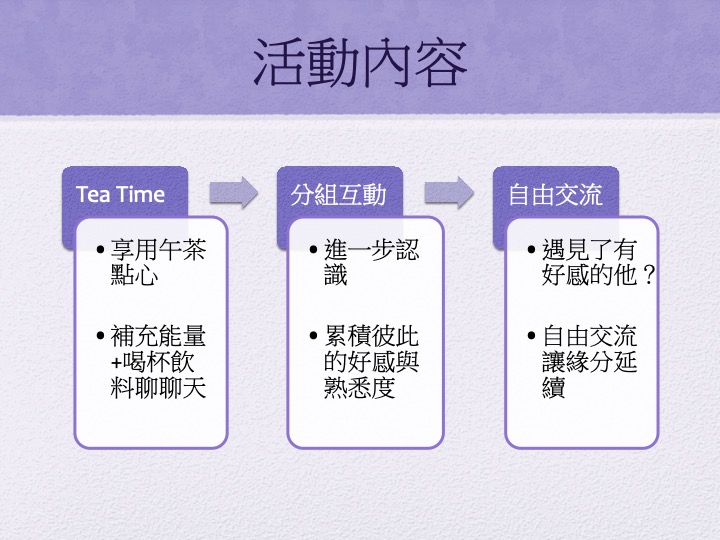 活動內容
Tea Time
• 享用午茶
點心
• 補充能量
+喝杯飲
料聊聊天
分組互動
• 進一步認
識
• 累積彼此
的好感與
熟悉度
自由交流
• 遇見了有
好感的他？
• 自由交流
讓緣分延
續